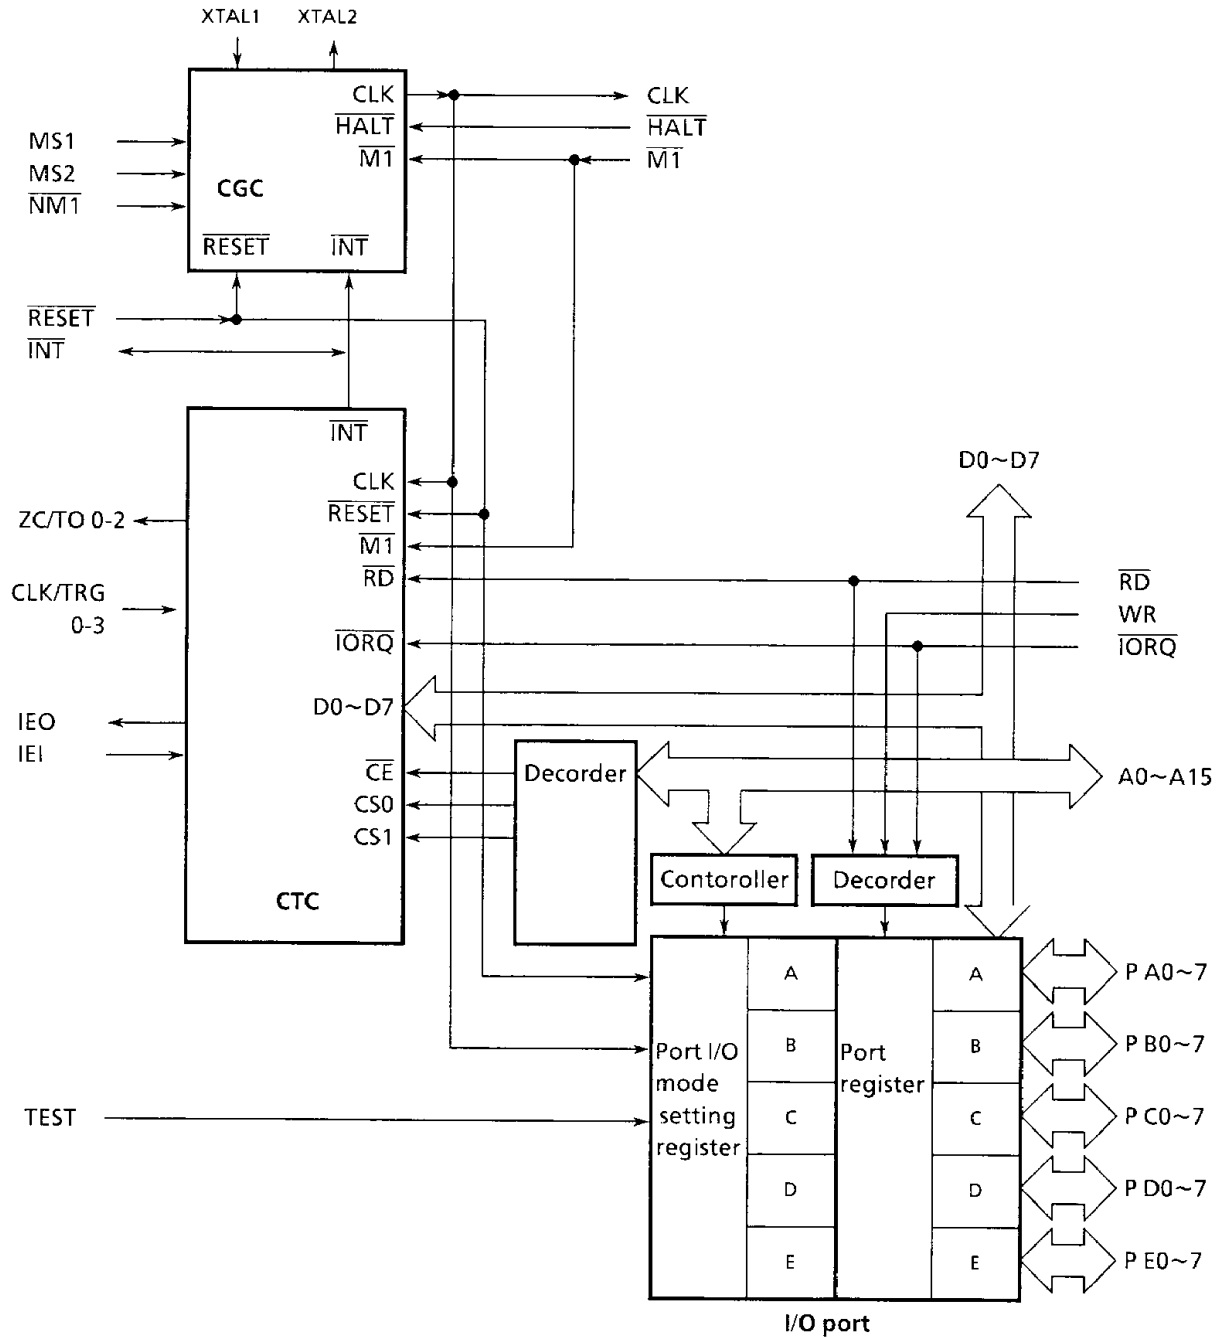 XTAL1 XTAL2
CLK CLK
HALT HALT
M1 M1
MS1
MS2
NM1
CGC
RESET INT
RESET
INT
INT
CLK
RESET
M1
RD
IORQ
D0~D7
CE
CS0
CS1
CTC
ZC/TO 0-2
CLK/TRG
0-3
IEO
IEI
D0~D7
RD
WR
IORQ
A0~A15
Decorder
Contoroller
Decorder
Port I/O
mode
setting
register
A
B
C
D
E
Port
register
A
B
C
D
E
P A0~7
P B0~7
P C0~7
P D0~7
P E0~7
TEST
I/O port